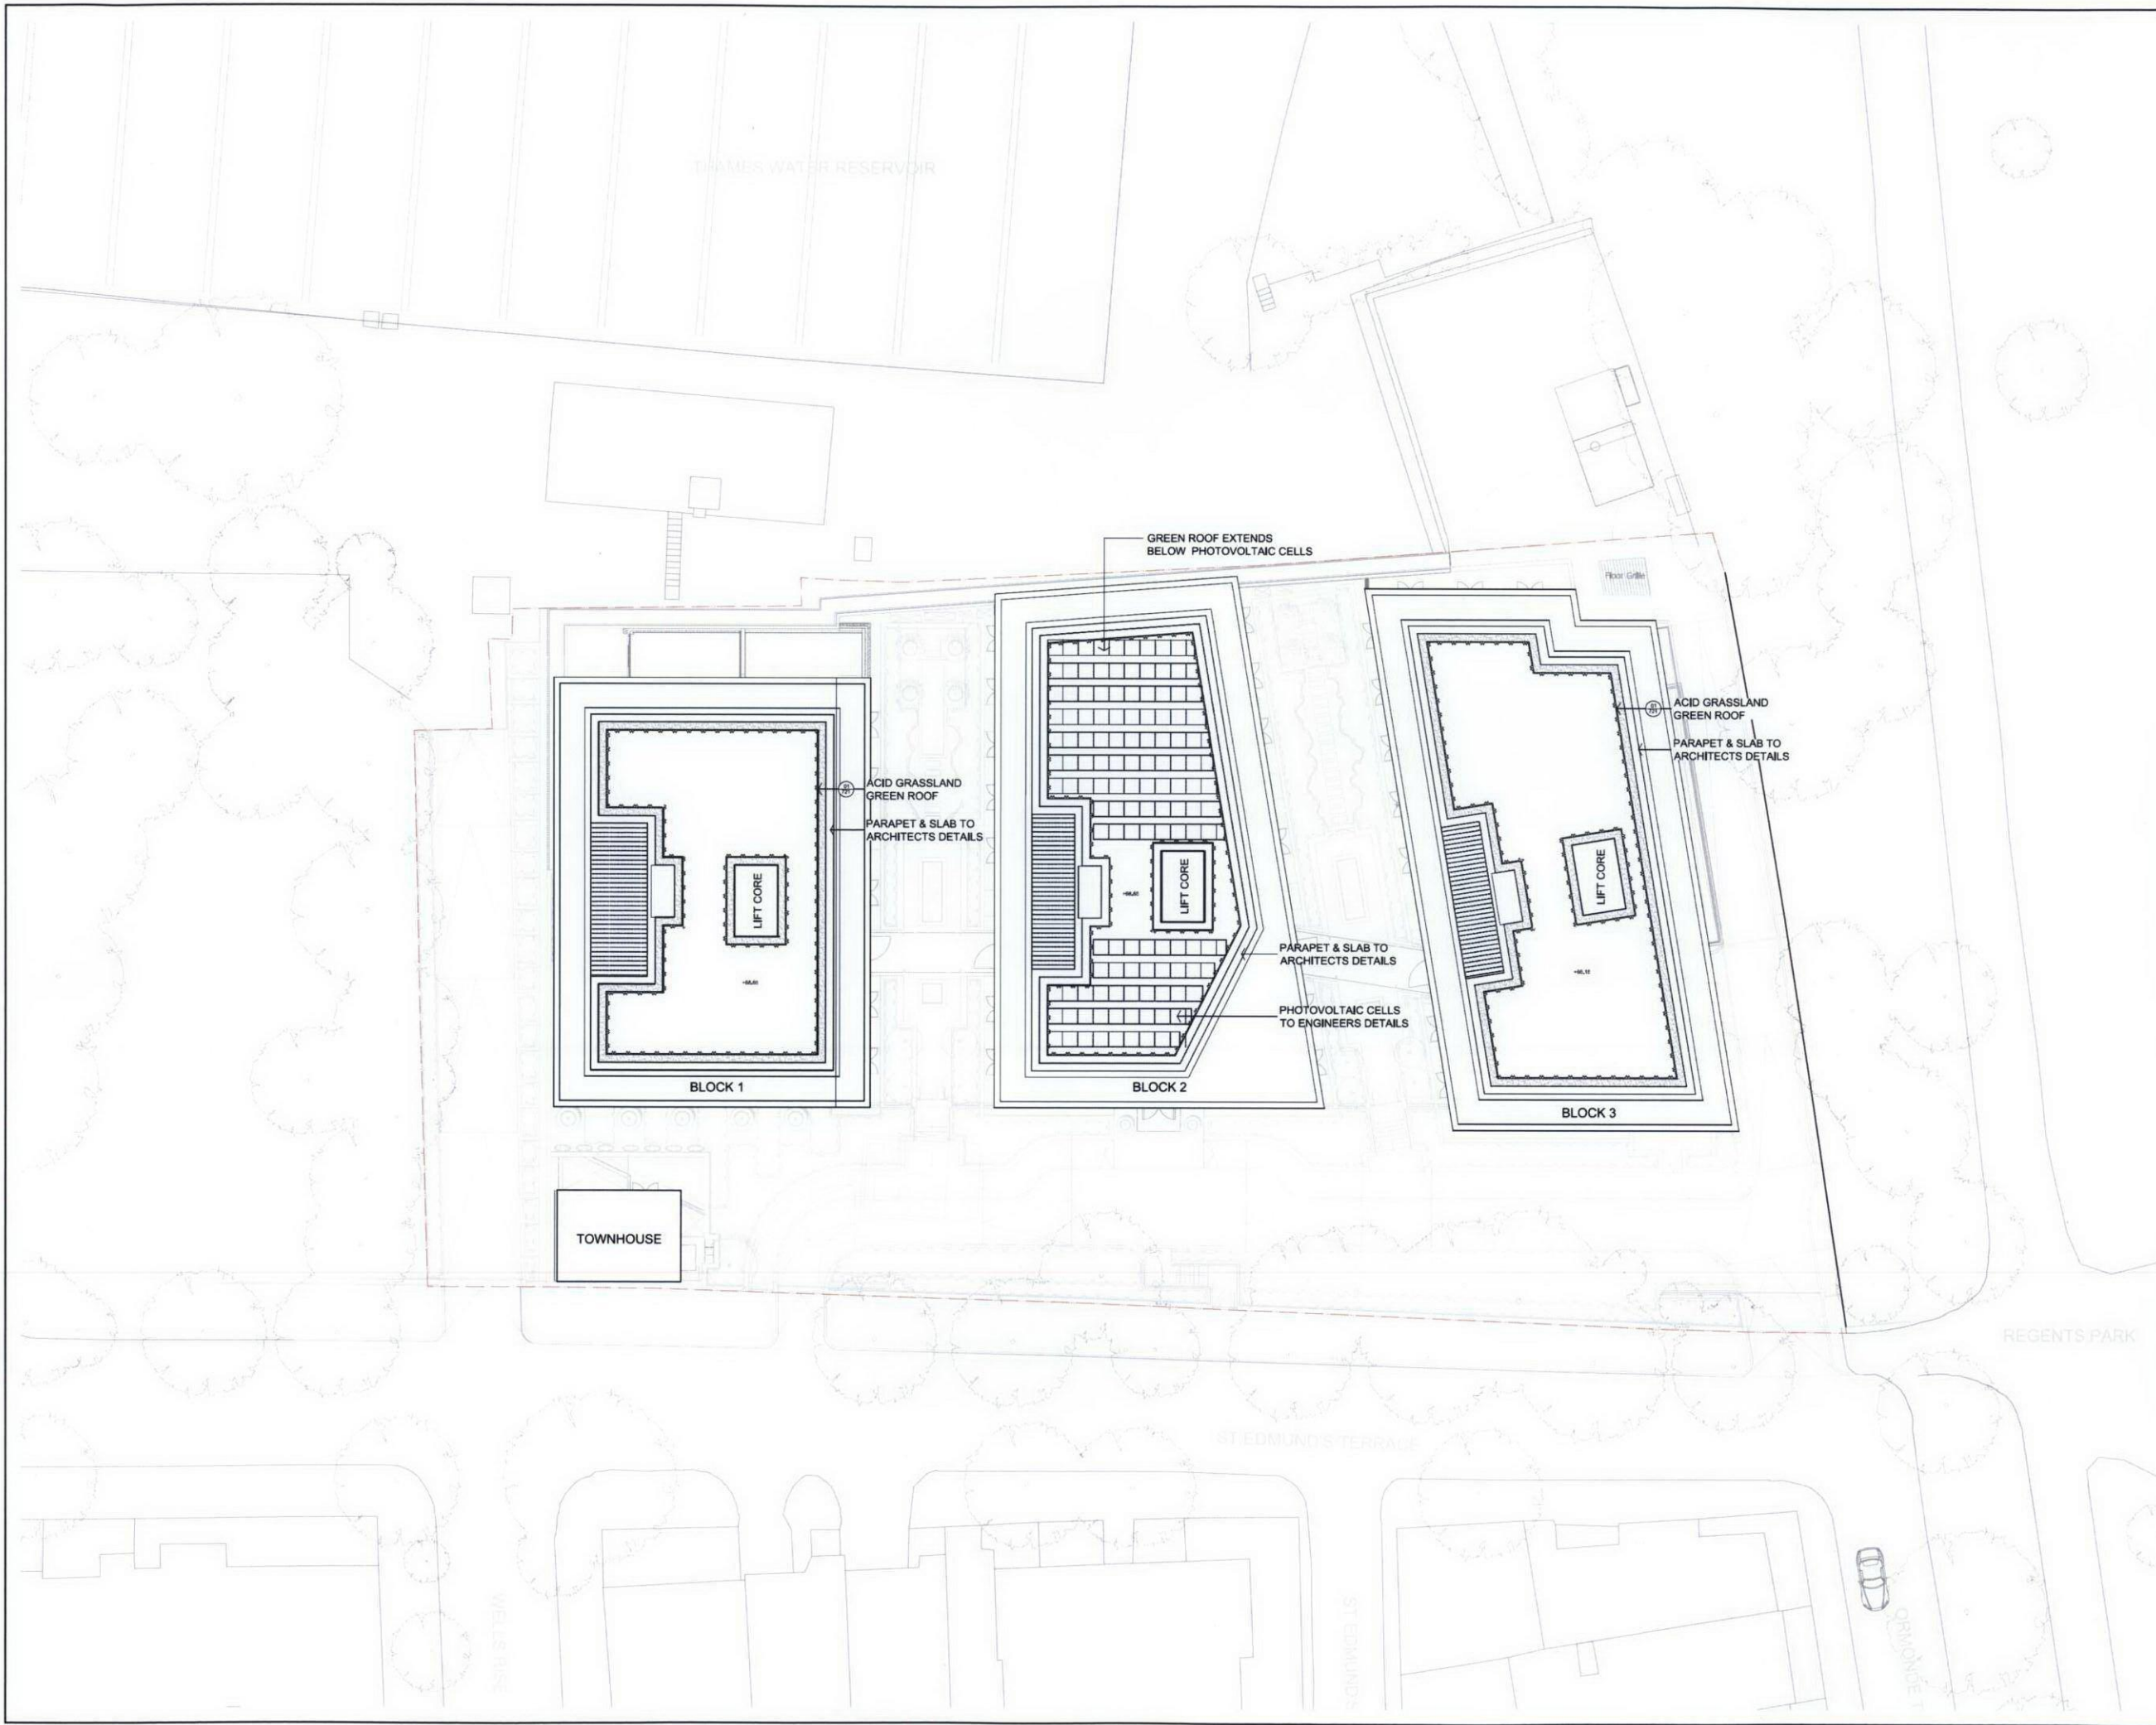 THAMES WATER RESERVOIR
GREEN ROOF EXTENDS
BELOW PHOTOVOLTAIC CELLS
Floor Grille
ACID GRASSLAND
GREEN ROOF
PARAPET & SLAB TO
ARCHITECTS DETAILS
ACID GRASSLAND
GREEN ROOF
PARAPET & SLAB TO
ARCHITECTS DETAILS
LIFT CORE
LIFT CORE
LIFT CORE
PARAPET & SLAB TO
ARCHITECTS DETAILS
PHOTOVOLTAIC CELLS
TO ENGINEERS DETAILS
BLOCK 1
BLOCK 2
BLOCK 3
TOWNHOUSE
REGENTS PARK
ST EDMUND'S TERRACE
WELLS RISE
ST EDMUND'S
ORMONDE T